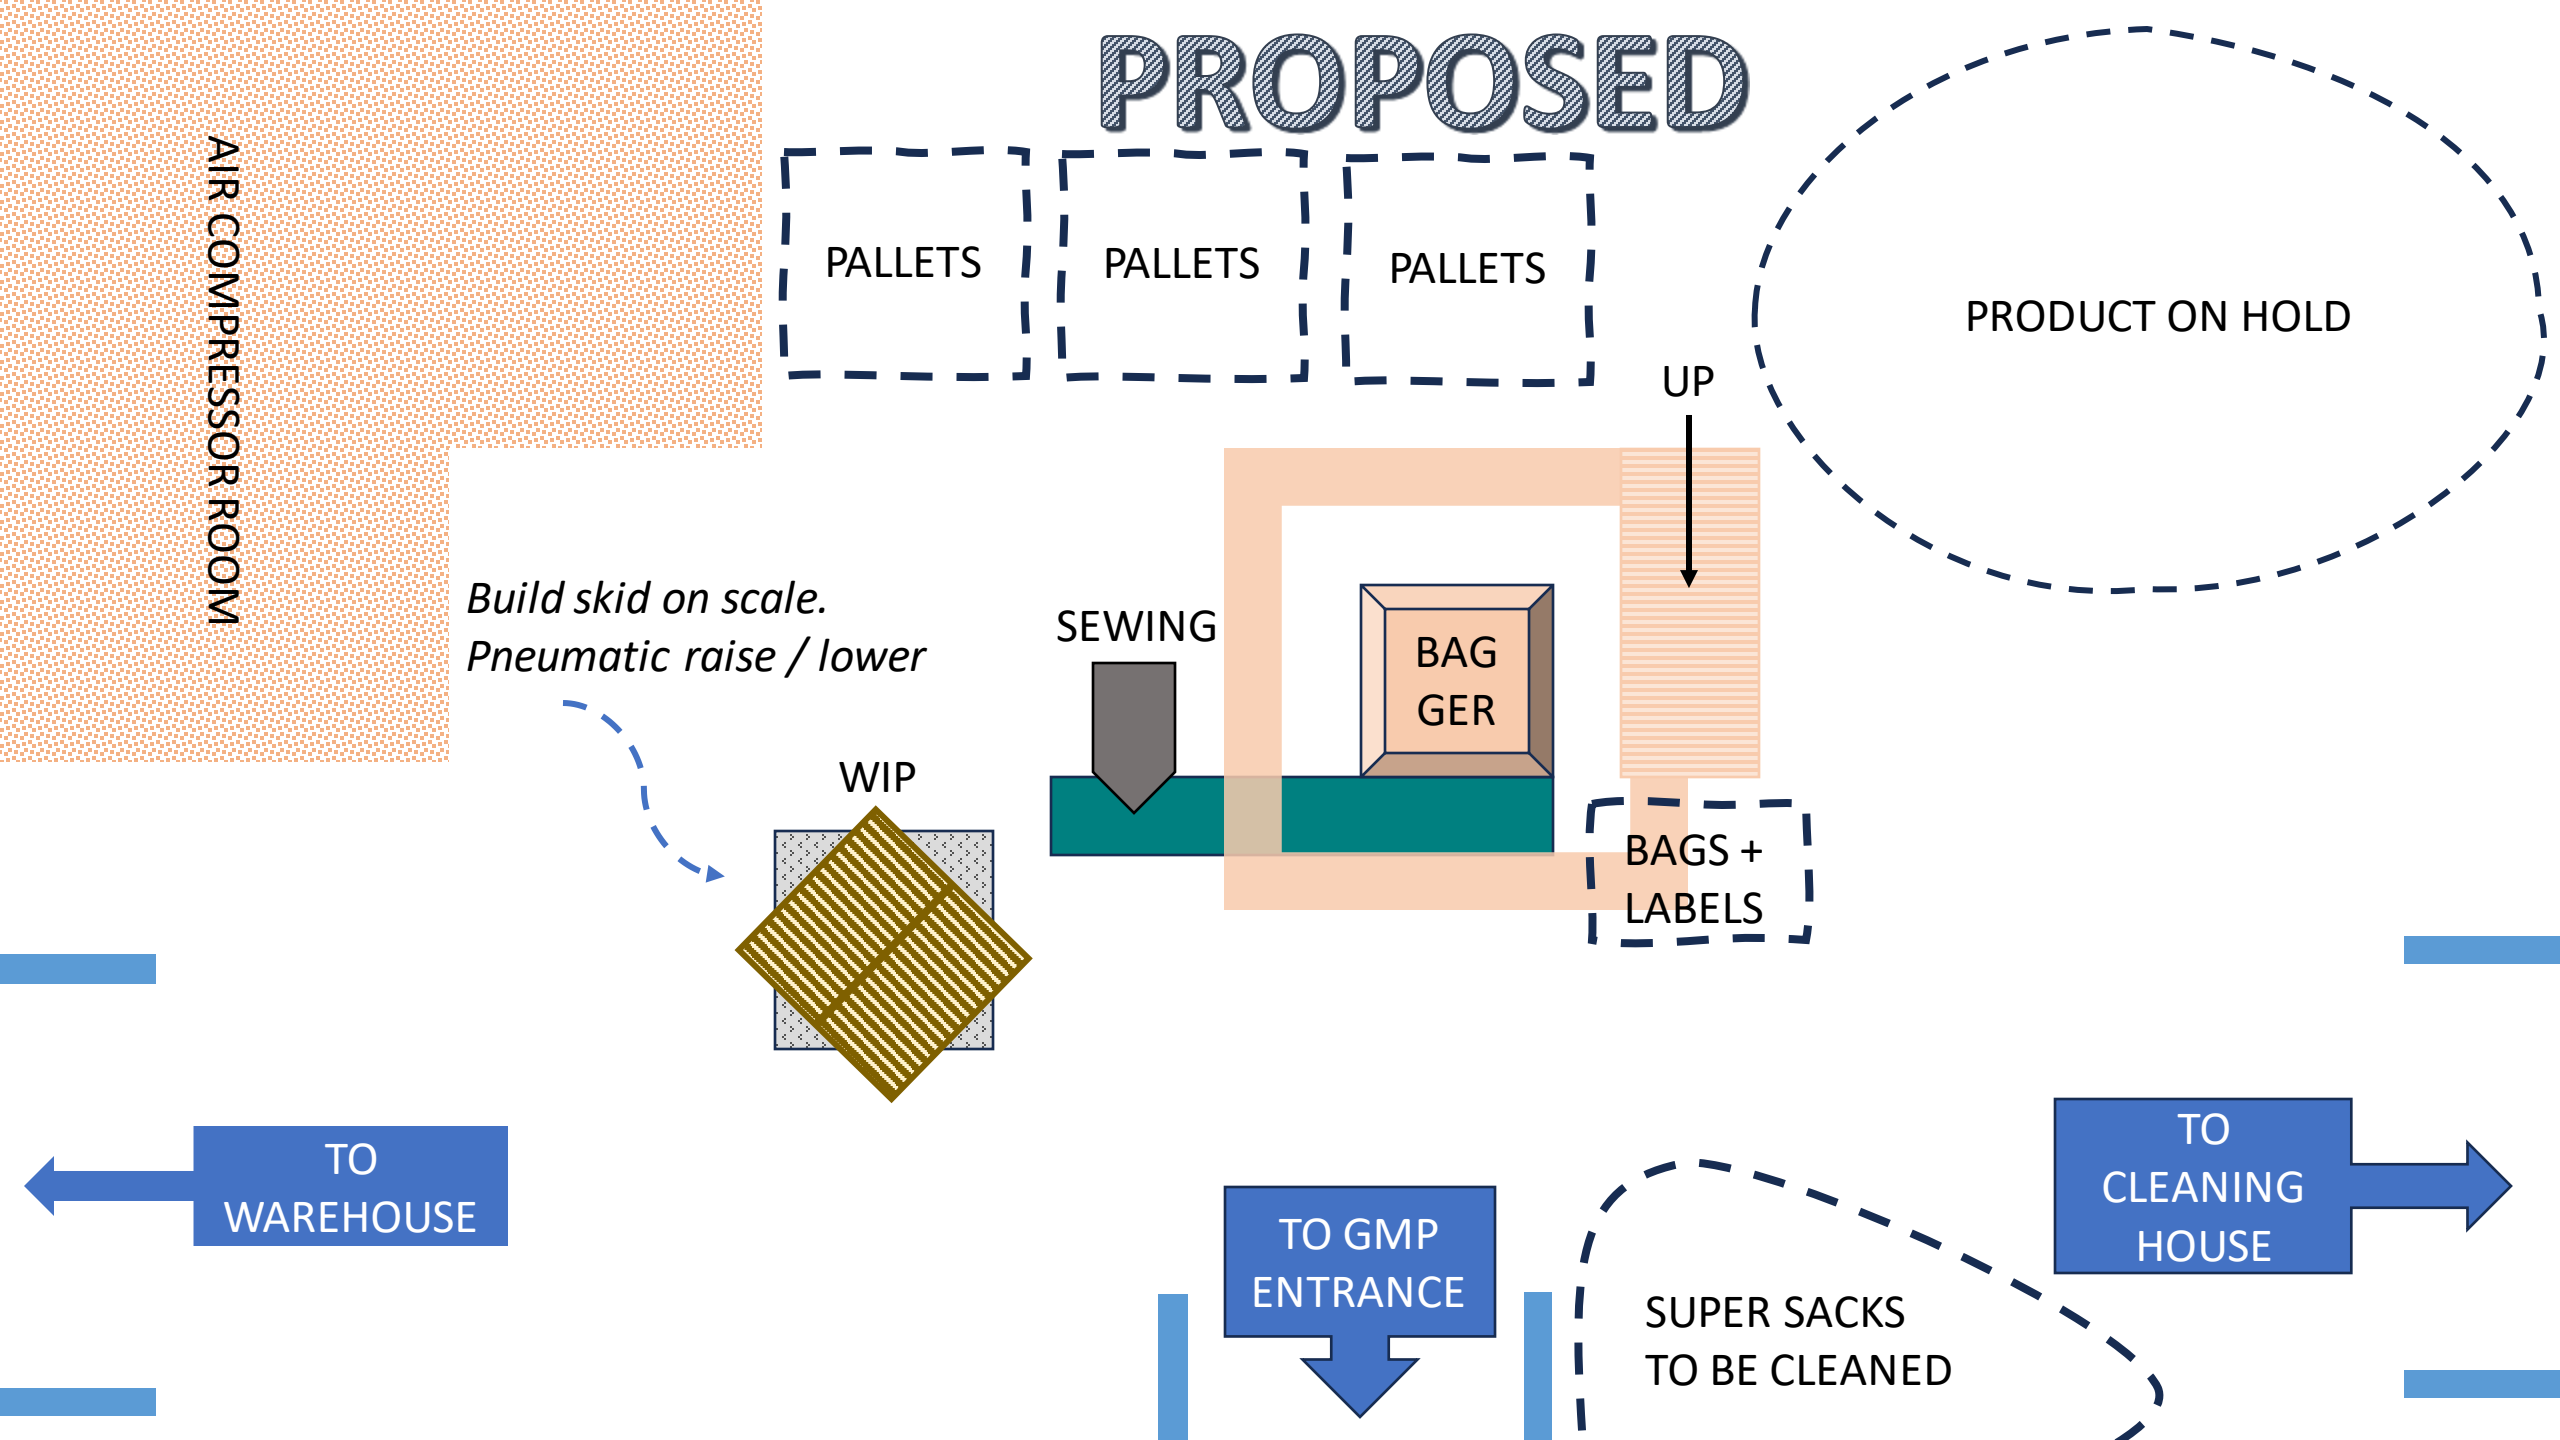 PROPOSED
AIR COMPRESSOR ROOM
PALLETS
PALLETS
PALLETS
PRODUCT ON HOLD
UP
Build skid on scale.
Pneumatic raise / lower
SEWING
BAG
GER
WIP
BAGS +
LABELS
TO
WAREHOUSE
TO GMP
ENTRANCE
TO
CLEANING
HOUSE
SUPER SACKS
TO BE CLEANED